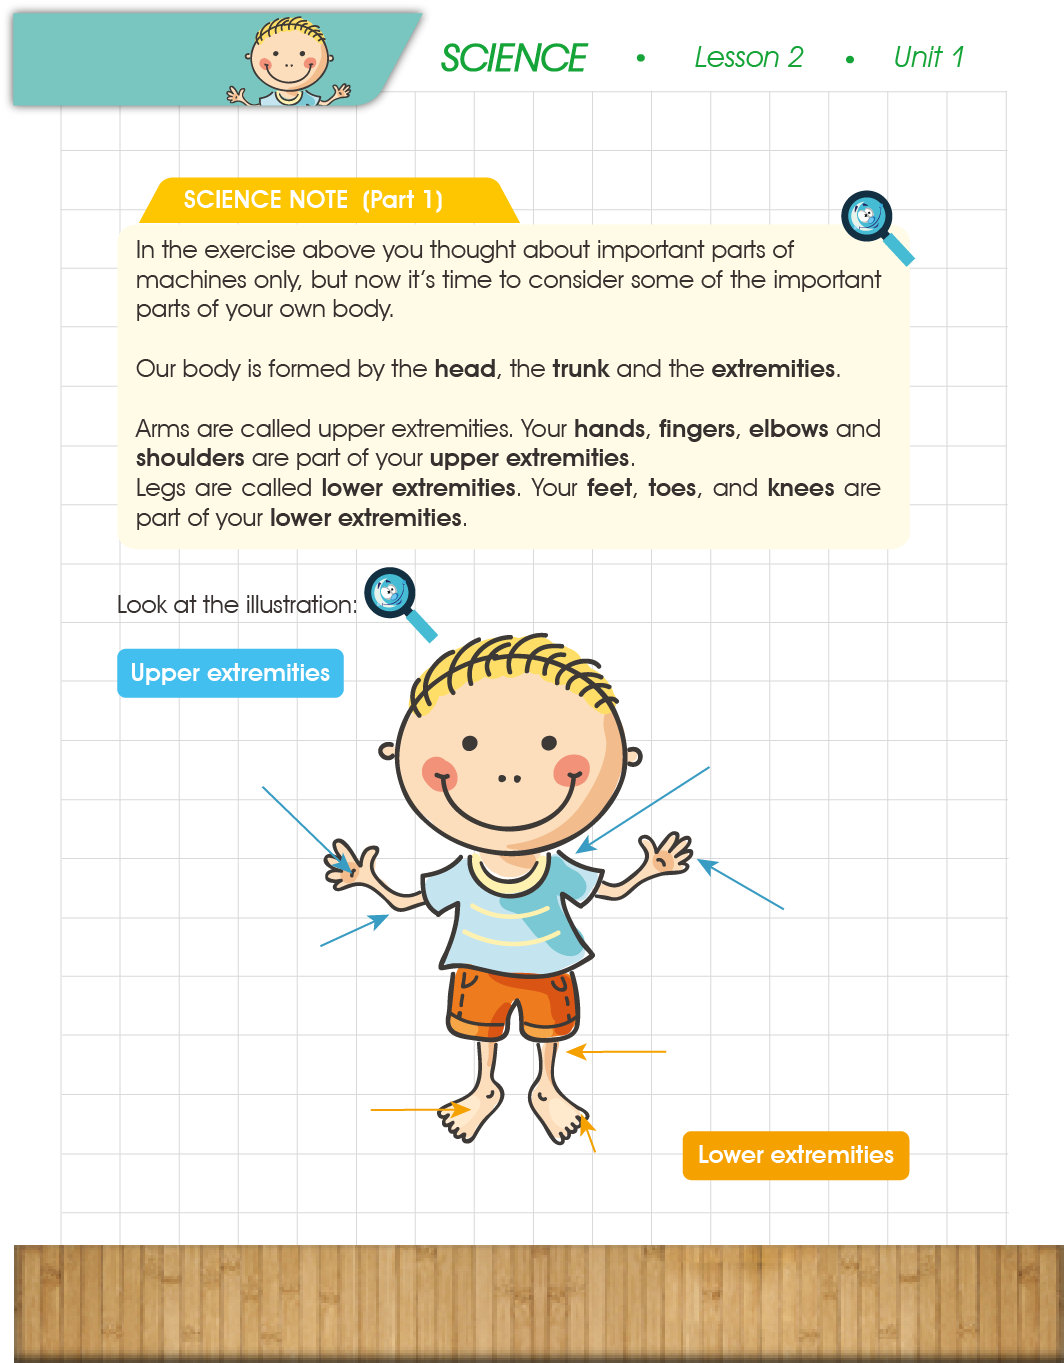 SCIENCE • Lesson 2 • Unit 1
SCIENCE NOTE (Part 1)
In the exercise above you thought about important parts of
machines only, but now it's time to consider some of the important
parts of your own body.
Our body is formed by the head, the trunk and the extremities.
Arms are called upper extremities. Your hands, fingers, elbows and
shoulders are part of your upper extremities.
Legs are called lower extremities. Your feet, toes, and knees are
part of your lower extremities.
Look at the illustration:
Upper extremities
Lower extremities